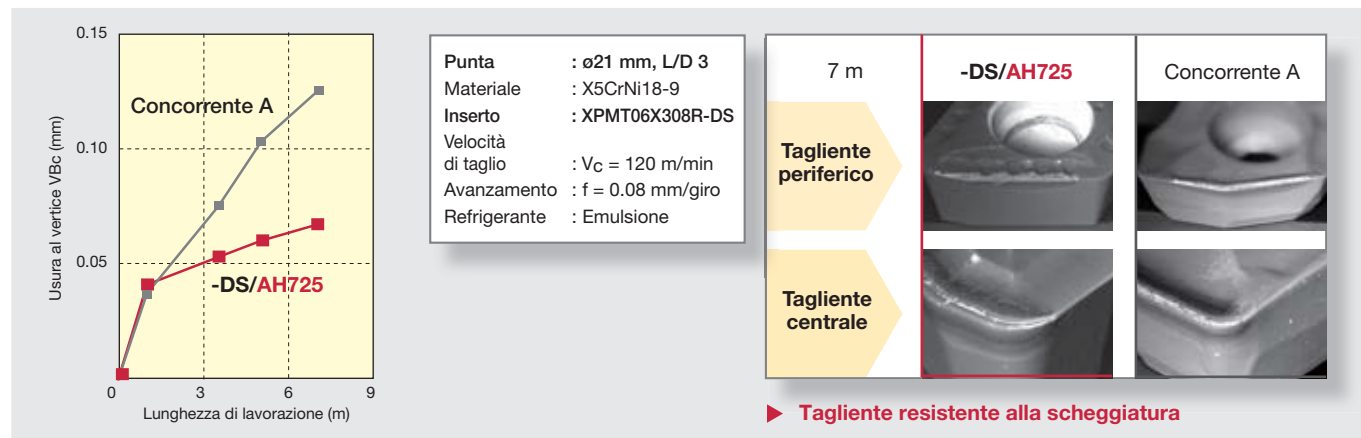 0.15
0.10
0.05
0
3
6
9
Usura al vertice VBc (mm)
Lunghezza di lavorazione (m)
Concorrente A
-DS/AH725
Punta : ø21 mm, L/D 3
Materiale : X5CrNi18-9
Inserto : XPMT06X308R-DS
Velocità
di taglio : Vc = 120 m/min
Avanzamento : f = 0.08 mm/giro
Refrigerante : Emulsione
7 m
-DS/AH725
Concorrente A
Tagliente
periferico
Tagliente
centrale
Tagliente resistente alla scheggiatura